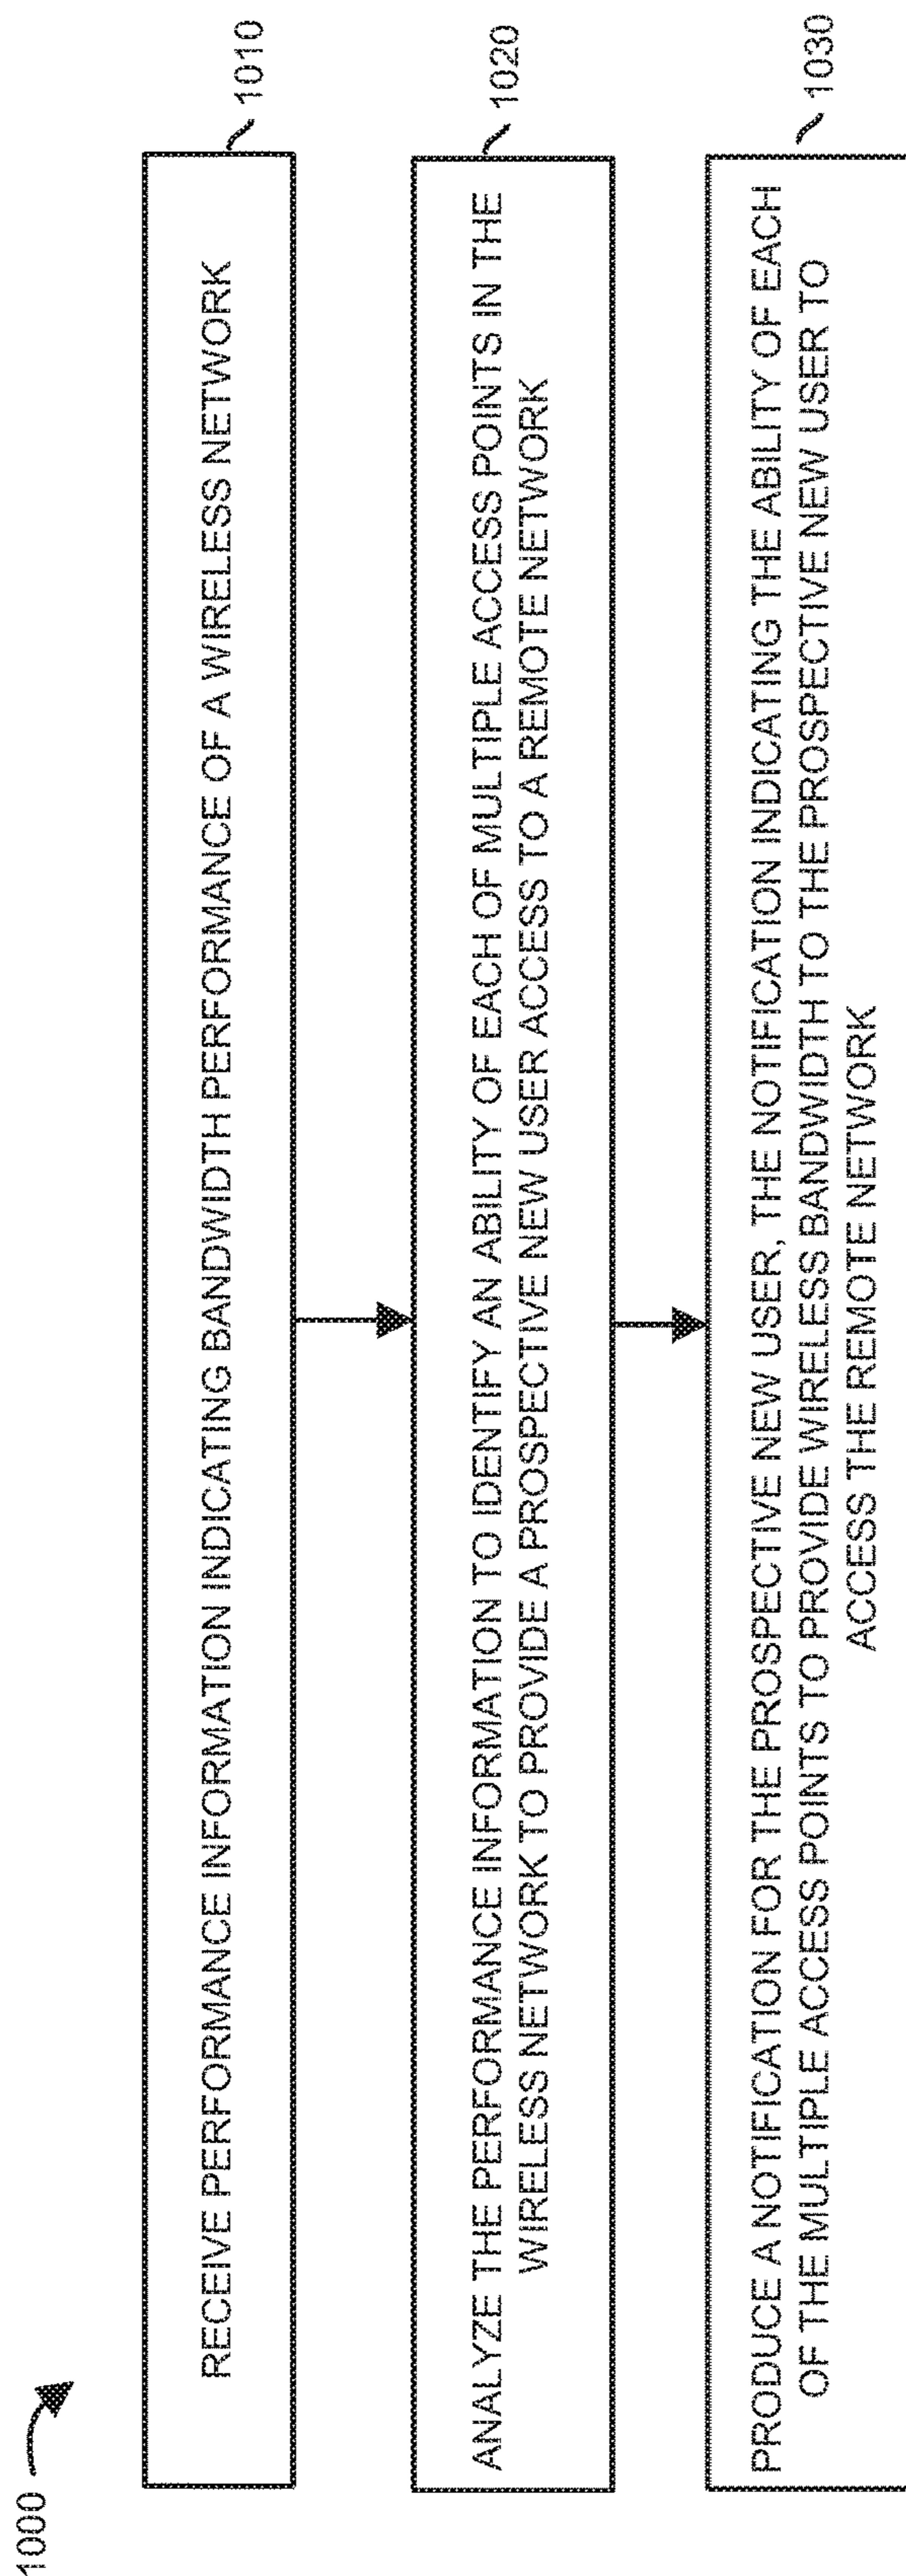 1000
RECEIVE PERFORMANCE INFORMATION INDICATING BANDWIDTH PERFORMANCE OF A WIRELESS NETWORK
1010
ANALYZE THE PERFORMANCE INFORMATION TO IDENTIFY AN ABILITY OF EACH OF MULTIPLE ACCESS POINTS IN THE
WIRELESS NETWORK TO PROVIDE A PROSPECTIVE NEW USER ACCESS TO A REMOTE NETWORK
1020
PRODUCE A NOTIFICATION FOR THE PROSPECTIVE NEW USER, THE NOTIFICATION INDICATING THE ABILITY OF EACH
OF THE MULTIPLE ACCESS POINTS TO PROVIDE WIRELESS BANDWIDTH TO THE PROSPECTIVE NEW USER TO
ACCESS THE REMOTE NETWORK
1030